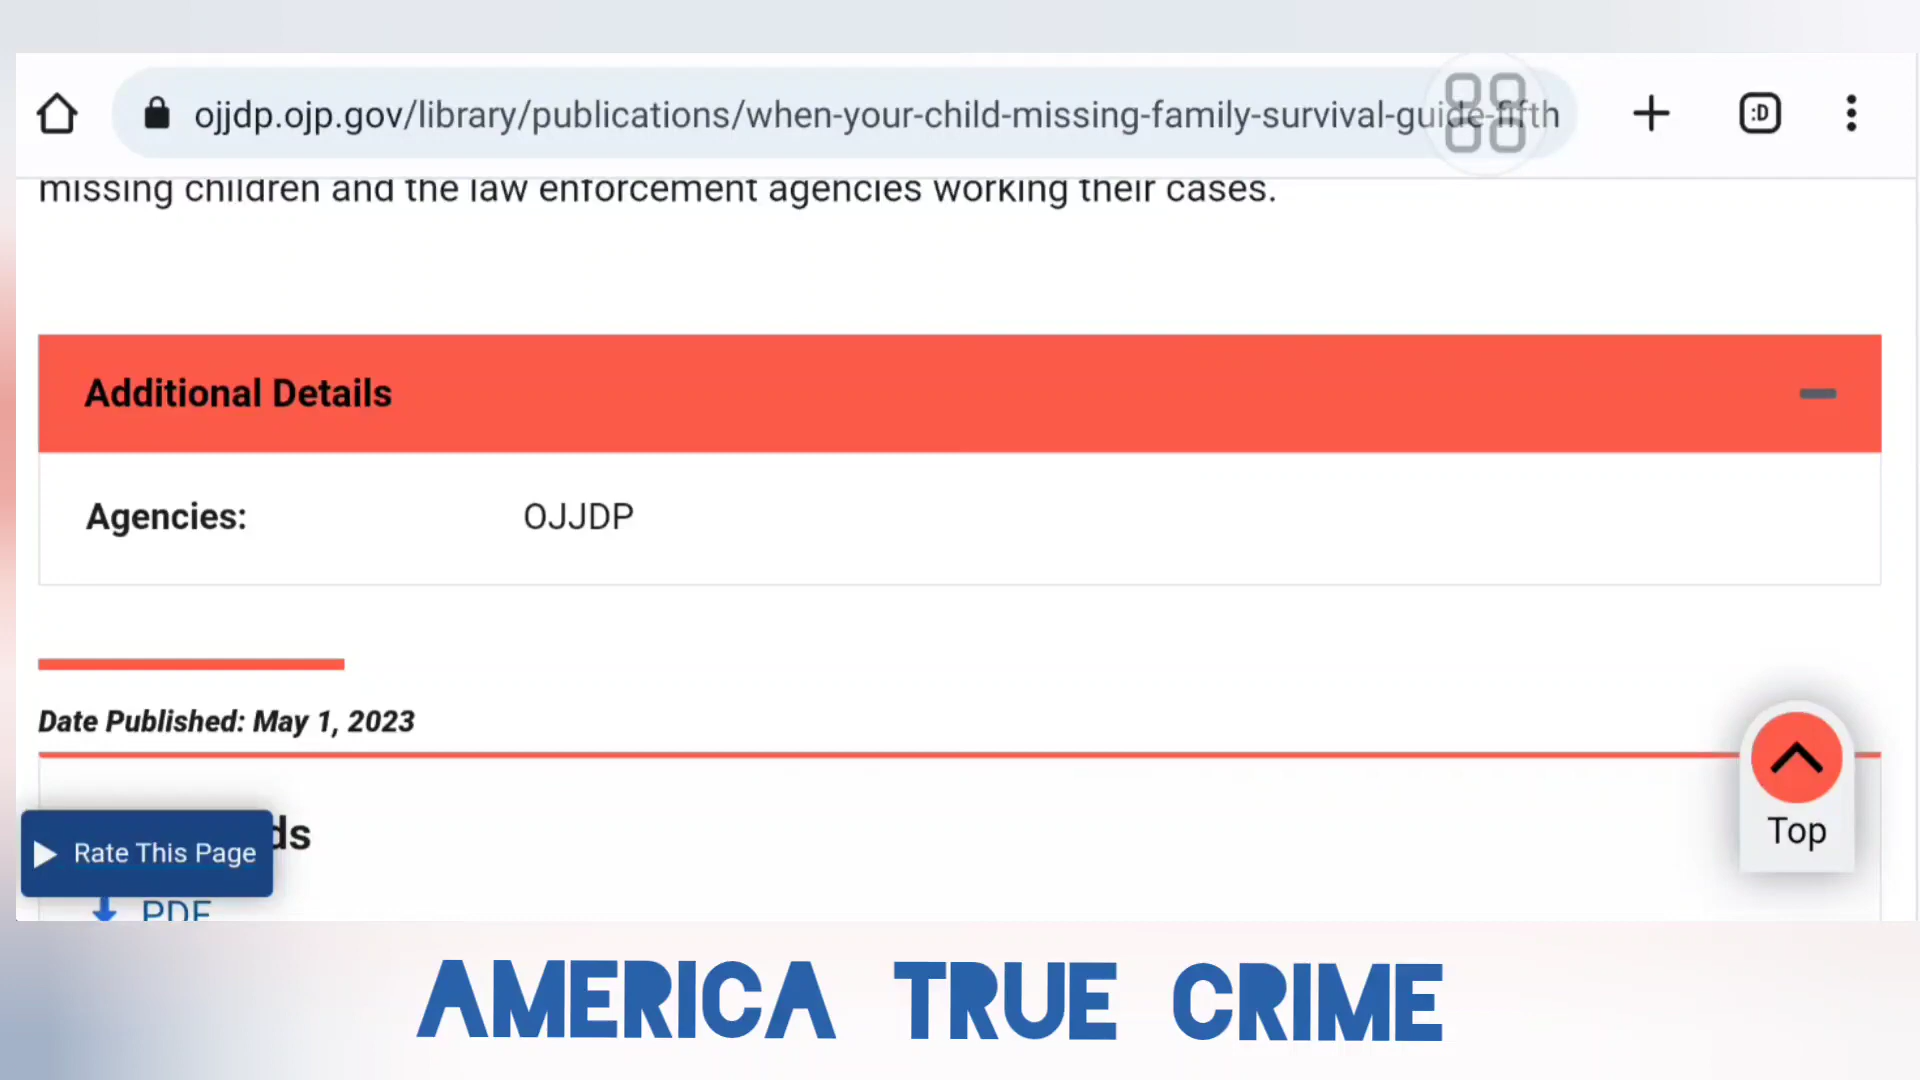 ojjdp.ojp.gov/library/publications/when-your-child-missing-family-survival-guide-fifth
:D
missing children and the law enforcement agencies working their cases.
Additional Details
Agencies: OJJDP
Date Published: May 1, 2023
ds
Rate This Page
Top
PDF
AMERICA TRUE CRIME